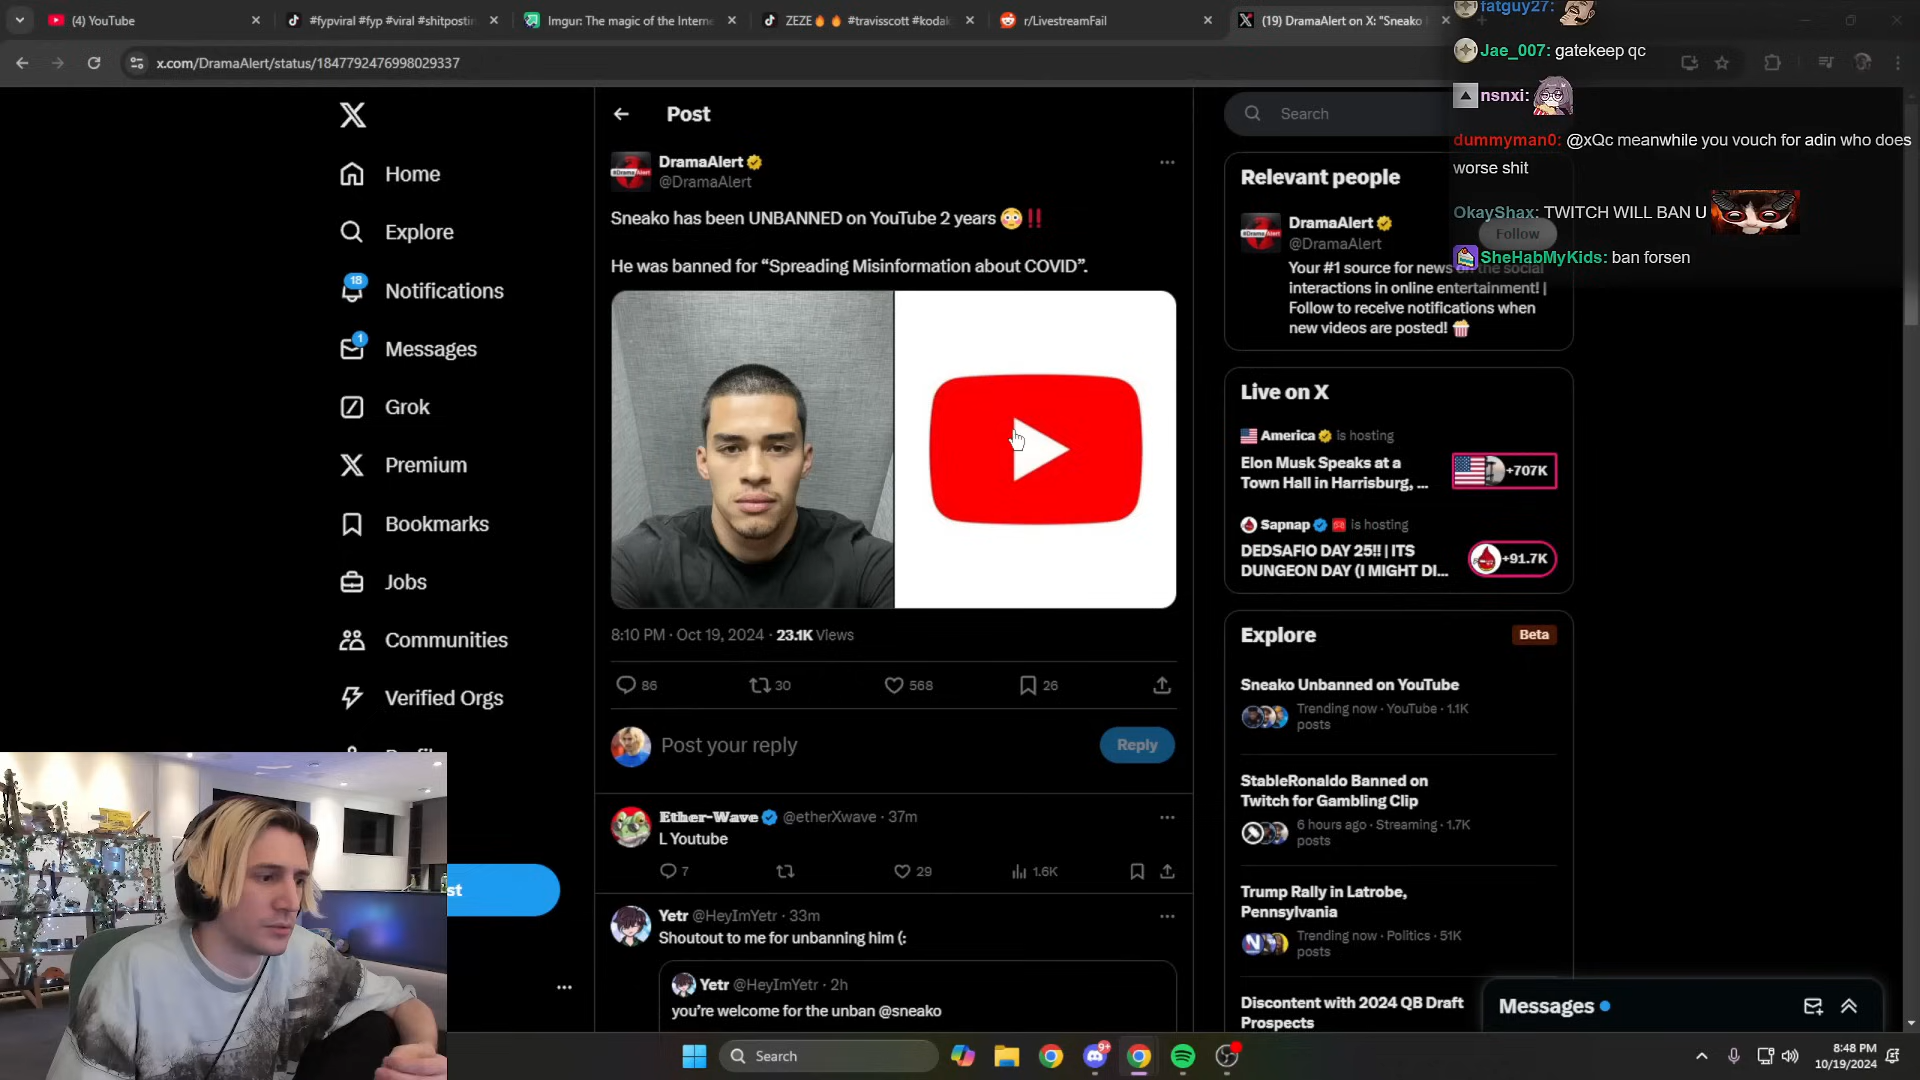 (4) YouTube
#fypviral #fyp #viral #shitpostin
Imgur: The magic of the Interne
ZEZE🔥🔥 #travisscott #kodak
r/LivestreamFail
(19) DramaAlert on X: "Sneako
x.com/DramaAlert/status/1847792476998029337
fatguy27:
Jae_007: gatekeep qc
nsnxi:
dummyman0: @xQc meanwhile you vouch for adin who does
worse shit
OkayShax: TWITCH WILL BAN U
SheHabMyKids: ban forsen
Home
Explore
18
Notifications
1
Messages
Grok
Premium
Bookmarks
Jobs
Communities
Verified Orgs
st
Post
DramaAlert
@DramaAlert
Sneako has been UNBANNED on YouTube 2 years 😳‼️
He was banned for “Spreading Misinformation about COVID”.
8:10 PM · Oct 19, 2024 · 23.1K Views
86 30 568 26
Post your reply
Reply
Ether-Wave @etherXwave · 37m
L Youtube
7 29 1.6K
Yetr @HeyImYetr · 33m
Shoutout to me for unbanning him (:
Yetr @HeyImYetr · 2h
you're welcome for the unban @sneako
Search
Relevant people
DramaAlert
@DramaAlert
Follow
Your #1 source for news on the social
interactions in online entertainment! |
Follow to receive notifications when
new videos are posted! 🍿
Live on X
America is hosting
Elon Musk Speaks at a
Town Hall in Harrisburg, ...
+707K
Sapnap is hosting
DEDSAFIO DAY 25!! | ITS
DUNGEON DAY (I MIGHT DI...
+91.7K
Explore
Beta
Sneako Unbanned on YouTube
Trending now · YouTube · 1.1K
posts
StableRonaldo Banned on
Twitch for Gambling Clip
6 hours ago · Streaming · 1.7K
posts
Trump Rally in Latrobe,
Pennsylvania
Trending now · Politics · 51K
posts
Discontent with 2024 QB Draft
Prospects
Messages
Search
9+
8:48 PM
10/19/2024